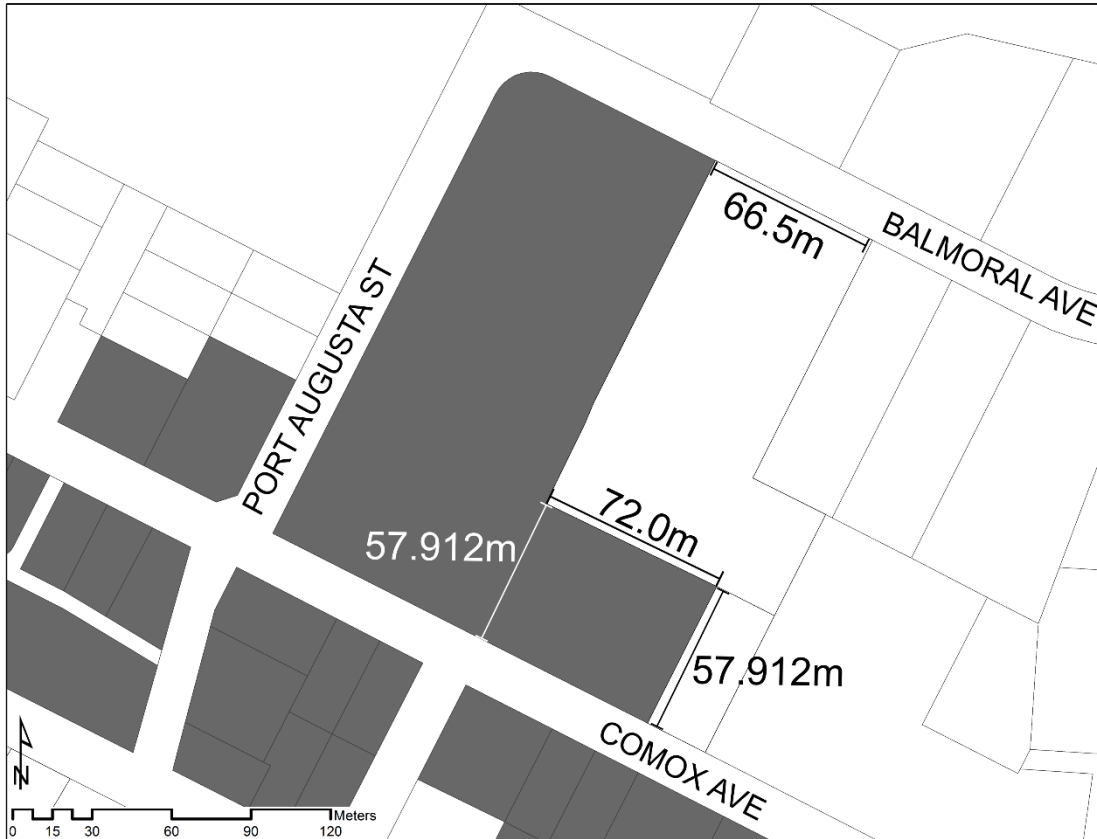 66.5m
BALMORAL AVE
PORT AUGUSTA ST
72.0m
57.912m
57.912m
COMOX AVE
N
Meters
0 15 30 60 90 120